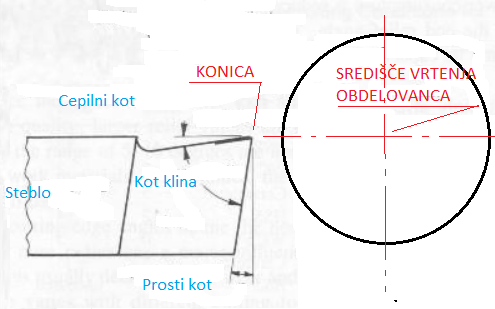 KONICA
SREDIŠČE VRTENJA
OBDELOVANCA
Cepilni kot
Kot klina
Steblo
Prosti kot